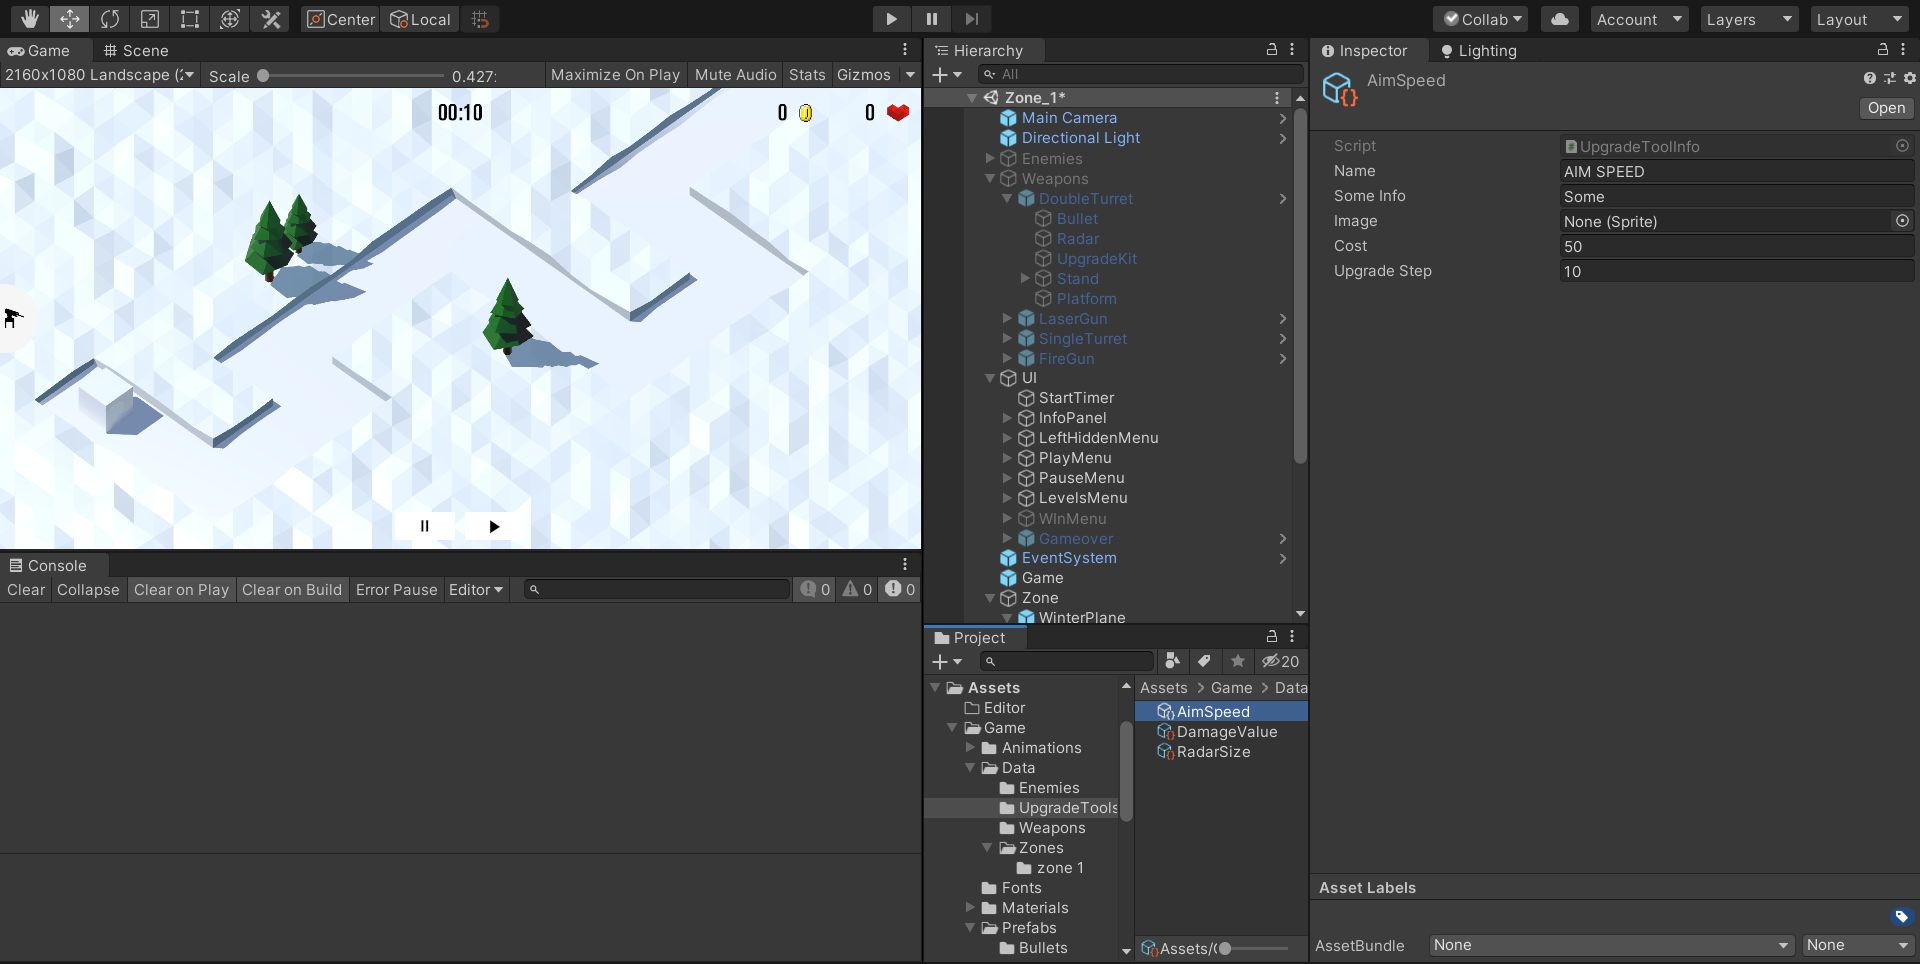 Center Local
Collab Account Layers Layout
Game Scene
2160x1080 Landscape (2 Scale 0.427: Maximize On Play Mute Audio Stats Gizmos
00:10 0 0
Console
Clear Collapse Clear on Play Clear on Build Error Pause Editor 0 0 0
Hierarchy
All
Zone_1*
Main Camera
Directional Light
Enemies
Weapons
DoubleTurret
Bullet
Radar
UpgradeKit
Stand
Platform
LaserGun
SingleTurret
FireGun
UI
StartTimer
InfoPanel
LeftHiddenMenu
PlayMenu
PauseMenu
LevelsMenu
WInMenu
Gameover
EventSystem
Game
Zone
WinterPlane
Project
20
Assets
Editor
Game
Animations
Data
Enemies
UpgradeTools
Weapons
Zones
zone 1
Fonts
Materials
Prefabs
Bullets
Assets > Game > Data
AimSpeed
DamageValue
RadarSize
Assets/(
Inspector Lighting
AimSpeed
Open
Script UpgradeToolInfo
Name AIM SPEED
Some Info Some
Image None (Sprite)
Cost 50
Upgrade Step 10
Asset Labels
AssetBundle None None